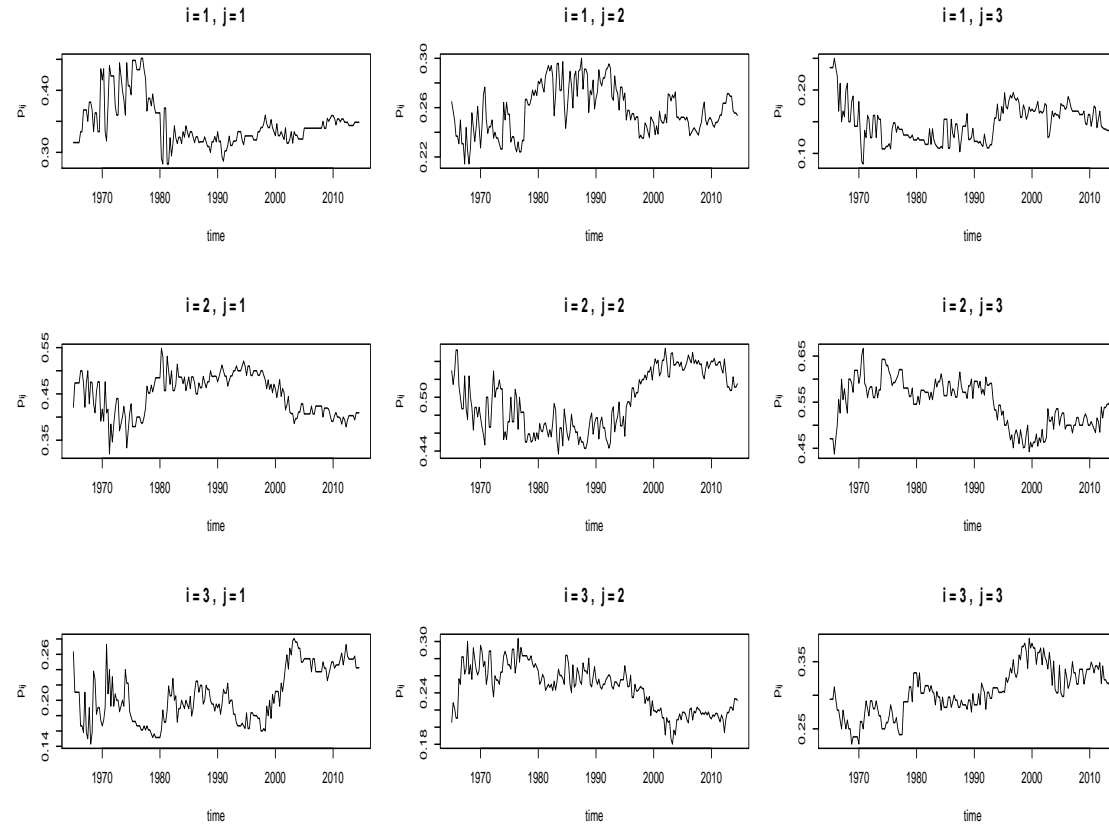 i = 1 , j = 1
i = 1 , j = 2
i = 1 , j = 3
Pij
0.30 0.40
1970 1980 1990 2000 2010
time
Pij
0.22 0.26 0.30
1970 1980 1990 2000 2010
time
Pij
0.10 0.20
1970 1980 1990 2000 2010
time
i = 2 , j = 1
i = 2 , j = 2
i = 2 , j = 3
Pij
0.35 0.45 0.55
1970 1980 1990 2000 2010
time
Pij
0.44 0.50
1970 1980 1990 2000 2010
time
Pij
0.45 0.55 0.65
1970 1980 1990 2000 2010
time
i = 3 , j = 1
i = 3 , j = 2
i = 3 , j = 3
Pij
0.14 0.20 0.26
1970 1980 1990 2000 2010
time
Pij
0.18 0.24 0.30
1970 1980 1990 2000 2010
time
Pij
0.25 0.35
1970 1980 1990 2000 2010
time